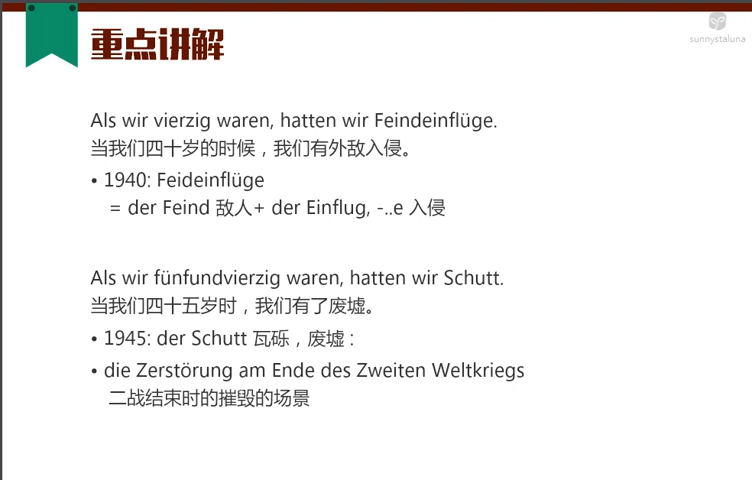 重点讲解
sunnystaluna
Als wir vierzig waren, hatten wir Feindeinflüge.
当我们四十岁的时候，我们有外敌入侵。
• 1940: Feideinflüge
= der Feind 敌人+ der Einflug, -..e 入侵
Als wir fünfundvierzig waren, hatten wir Schutt.
当我们四十五岁时，我们有了废墟。
• 1945: der Schutt 瓦砾，废墟：
• die Zerstörung am Ende des Zweiten Weltkriegs
二战结束时的摧毁的场景